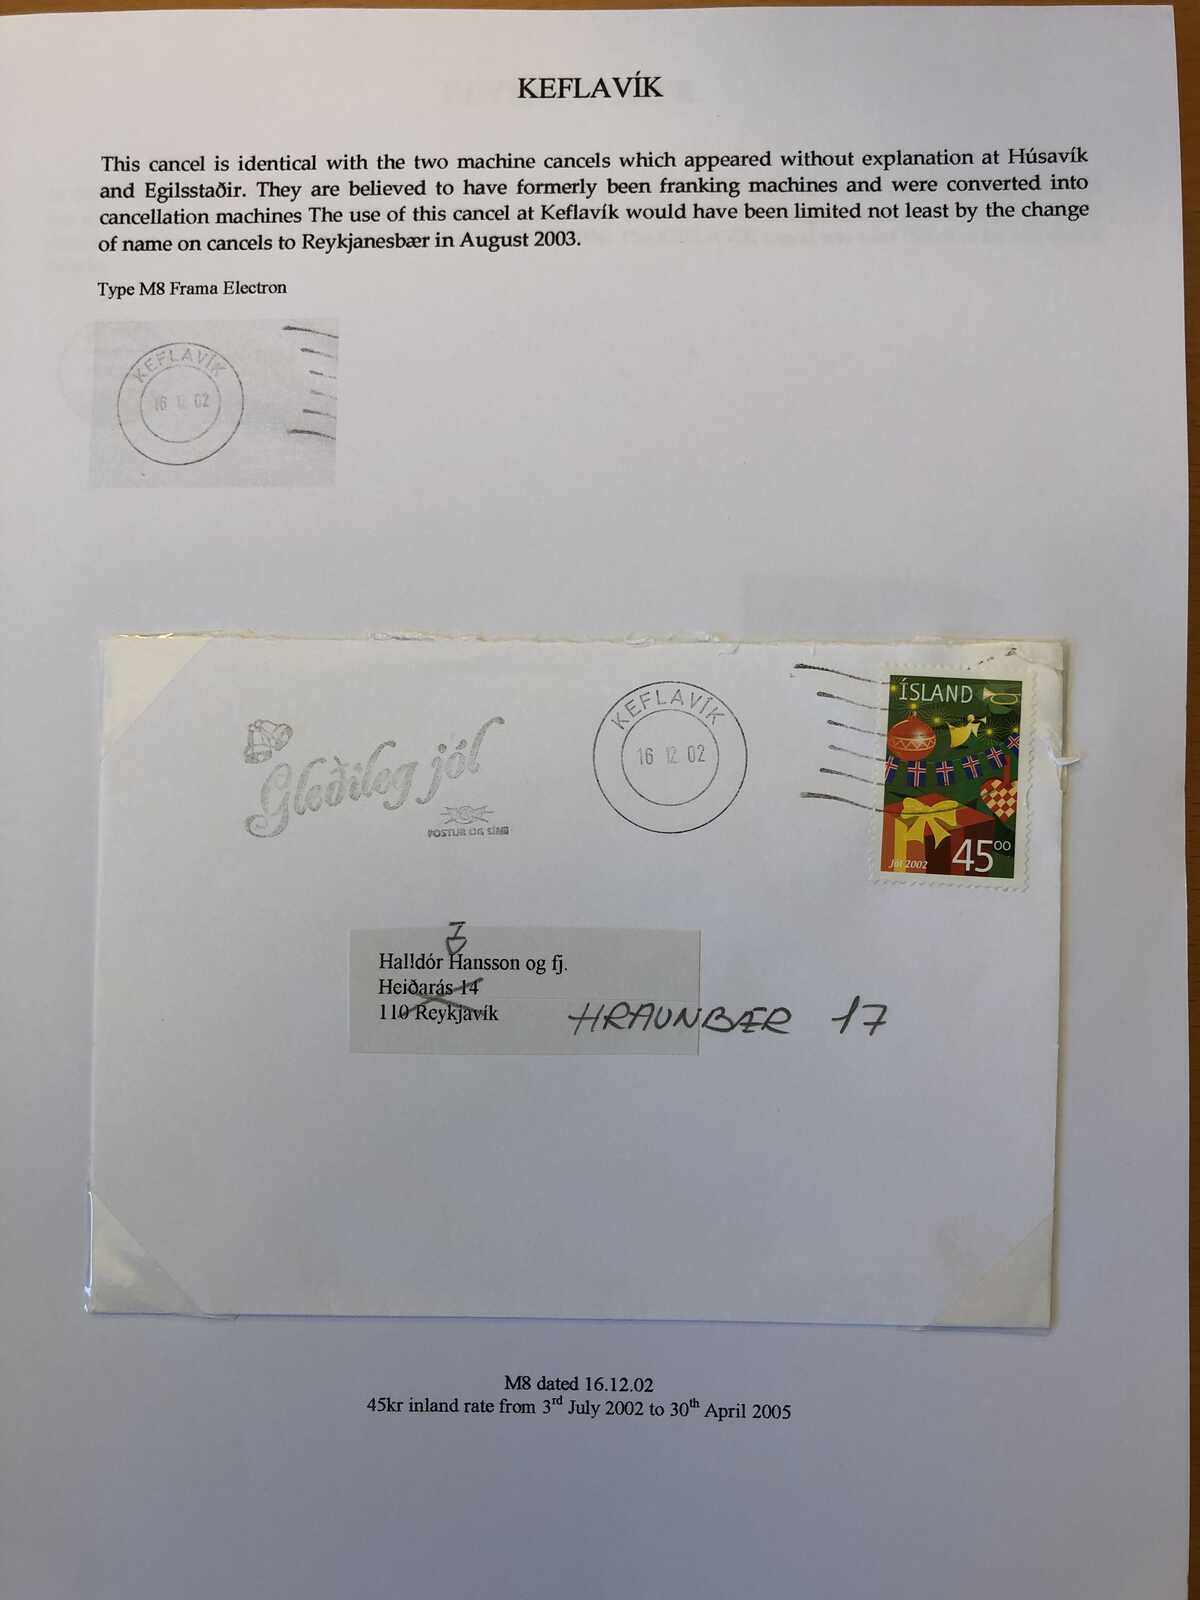 KEFLAVÍK
This cancel is identical with the two machine cancels which appeared without explanation at Húsavík
and Egilsstaðir. They are believed to have formerly been franking machines and were converted into
cancellation machines The use of this cancel at Keflavík would have been limited not least by the change
of name on cancels to Reykjanesbær in August 2003.
Type M8 Frama Electron
KEFLAVÍK
16 12 02
Gleðileg jól
PÓSTUR OG SÍMI
KEFLAVÍK
16 12 02
ÍSLAND
Jól 2002
45⁰⁰
Halldór Hansson og fj.
Heiðarás 14
110 Reykjavík
HRAUNBÆR 17
M8 dated 16.12.02
45kr inland rate from 3rd July 2002 to 30th April 2005